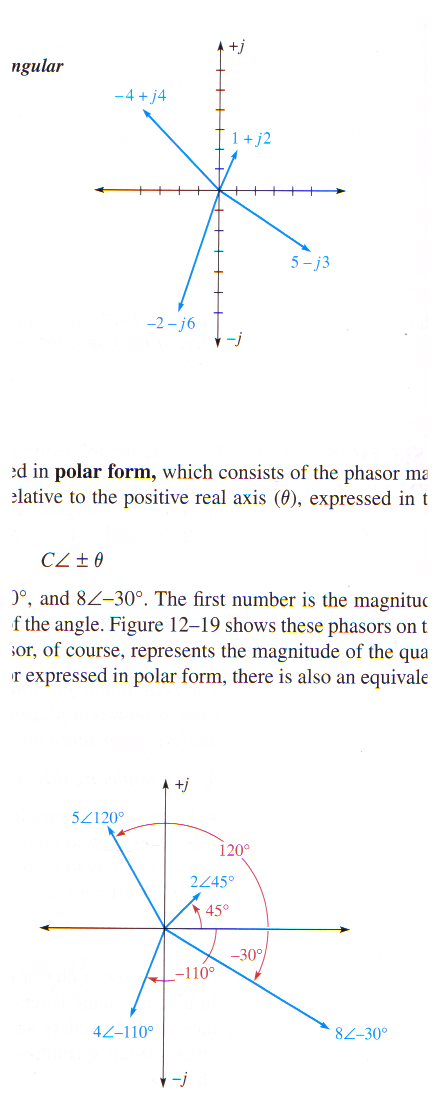 ngular
+j
−4 + j4
1 + j2
5 − j3
−2 − j6
−j
ed in polar form, which consists of the phasor ma
elative to the positive real axis (θ), expressed in t
C∠ ± θ
0°, and 8∠−30°. The first number is the magnitud
f the angle. Figure 12–19 shows these phasors on t
sor, of course, represents the magnitude of the qua
r expressed in polar form, there is also an equivale
+j
5∠120°
120°
2∠45°
45°
−30°
−110°
4∠−110°
8∠−30°
−j